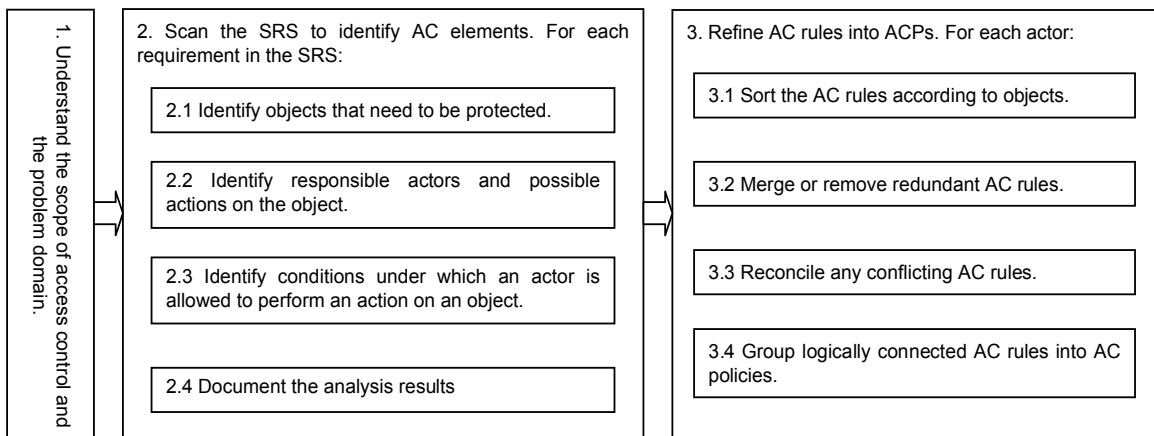 1. Understand the scope of access control and
the problem domain.
2. Scan the SRS to identify AC elements. For each
requirement in the SRS:
2.1 Identify objects that need to be protected.
2.2 Identify responsible actors and possible
actions on the object.
2.3 Identify conditions under which an actor is
allowed to perform an action on an object.
2.4 Document the analysis results
3. Refine AC rules into ACPs. For each actor:
3.1 Sort the AC rules according to objects.
3.2 Merge or remove redundant AC rules.
3.3 Reconcile any conflicting AC rules.
3.4 Group logically connected AC rules into AC
policies.